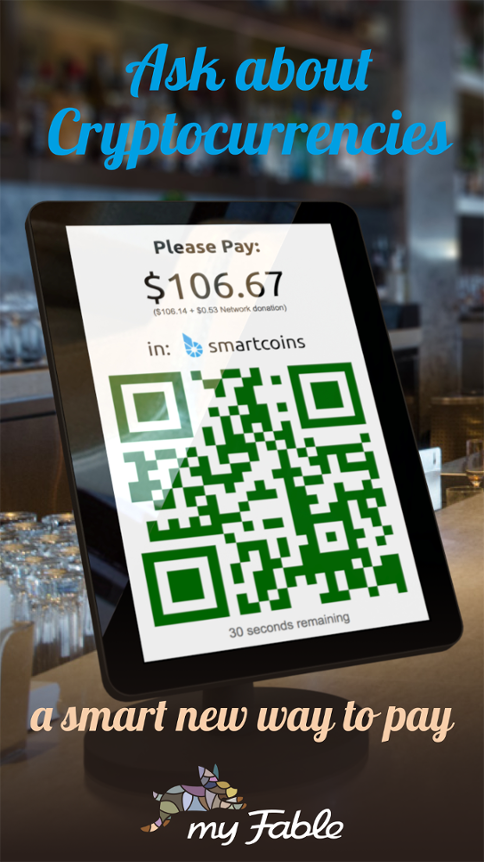 Ask about
Cryptocurrencies
Please Pay:
$106.67
($106.14 + $0.53 Network donation)
in: smartcoins
30 seconds remaining
a smart new way to pay
my Fable